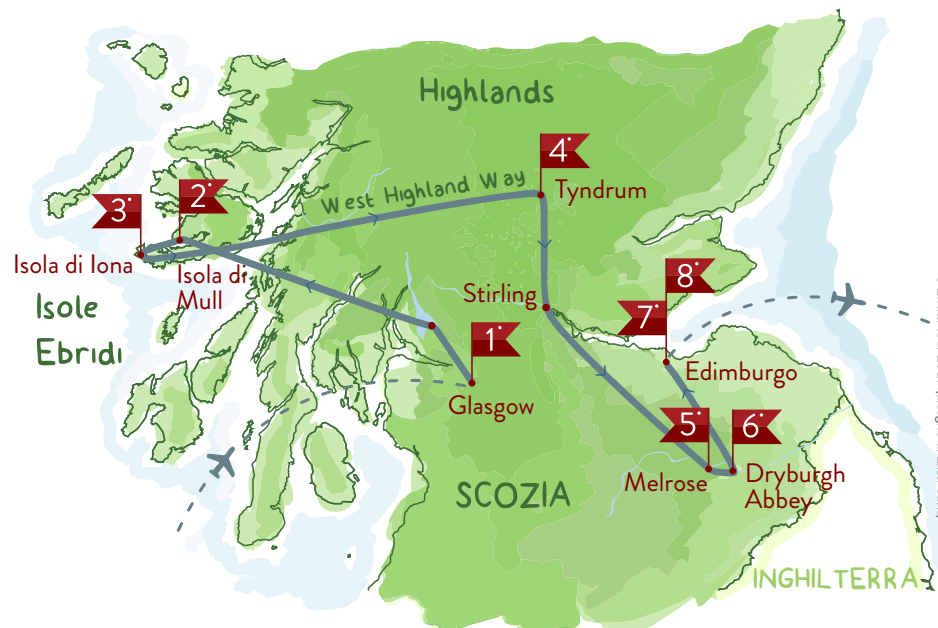 Highlands
4°
Tyndrum
West Highland Way
3°
2°
Isola di Iona
Isola di
Mull
Isole
Ebridi
Stirling
8°
7°
1°
Edimburgo
Glasgow
5°
6°
Melrose
Dryburgh
Abbey
SCOZIA
INGHILTERRA